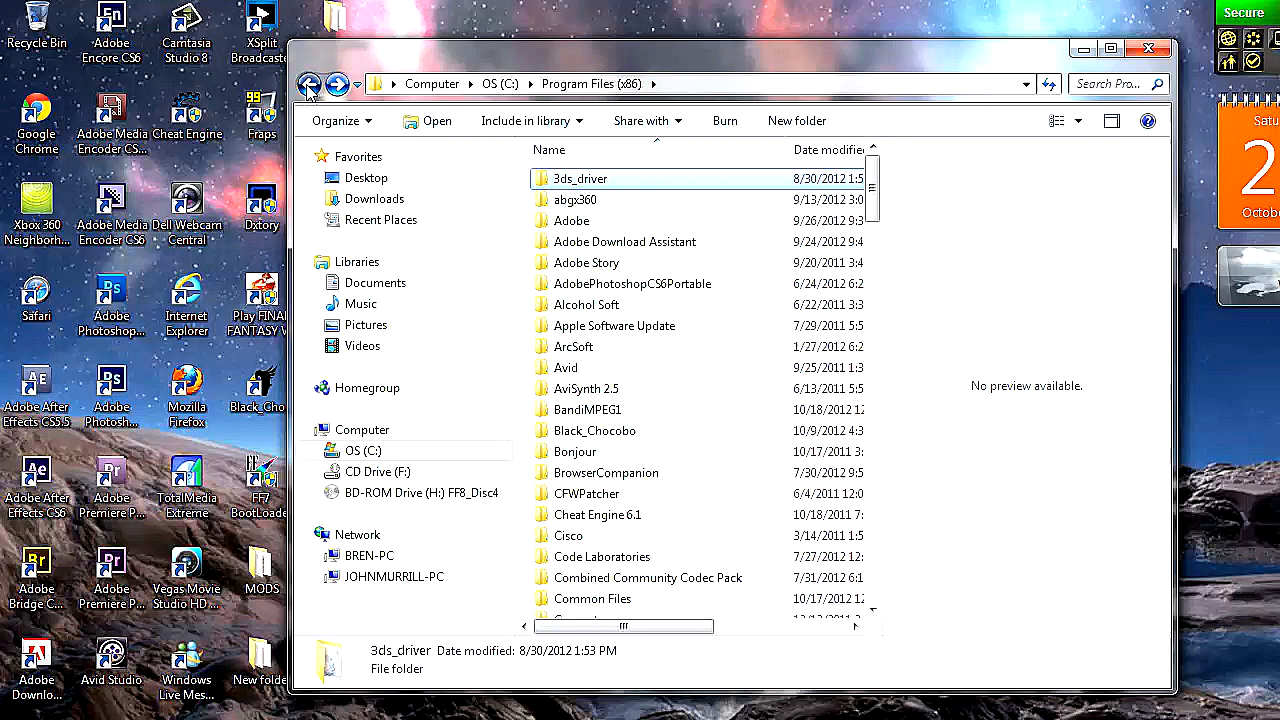 Recycle Bin
Adobe
Encore CS6
Camtasia
Studio 8
XSplit
Broadcaste
Google
Chrome
Adobe Media
Encoder CS...
Cheat Engine
99
Fraps
Xbox 360
Neighborh...
Adobe Media
Encoder CS6
Dell Webcam
Central
Dxtory
Safari
Adobe
Photoshop...
Internet
Explorer
Play FINAL
FANTASY V
Adobe After
Effects CS5.5
Adobe
Photosh...
Mozilla
Firefox
Black_Cho
Adobe After
Effects CS6
Adobe
Premiere P...
TotalMedia
Extreme
FF7
BootLoade
Adobe
Bridge C...
Adobe
Premiere P...
Vegas Movie
Studio HD ...
MODS
Adobe
Downlo...
Avid Studio
Windows
Live Mes...
New folde
Computer
OS (C:)
Program Files (x86)
Search Pro...
Organize
Open
Include in library
Share with
Burn
New folder
Favorites
Desktop
Downloads
Recent Places
Libraries
Documents
Music
Pictures
Videos
Homegroup
Computer
OS (C:)
CD Drive (F:)
BD-ROM Drive (H:) FF8_Disc4
Network
BREN-PC
JOHNMURRILL-PC
Name Date modifie
3ds_driver 8/30/2012 1:5
abgx360 9/13/2012 3:0
Adobe 9/26/2012 9:3
Adobe Download Assistant 9/24/2012 9:4
Adobe Story 9/20/2011 3:4
AdobePhotoshopCS6Portable 6/24/2012 6:2
Alcohol Soft 6/22/2011 3:3
Apple Software Update 7/29/2011 5:5
ArcSoft 1/27/2012 6:2
Avid 9/25/2011 1:3
AviSynth 2.5 6/13/2011 5:5
BandiMPEG1 10/18/2012 12
Black_Chocobo 10/9/2012 4:3
Bonjour 10/17/2011 3:
BrowserCompanion 7/30/2012 9:5
CFWPatcher 6/4/2011 12:0
Cheat Engine 6.1 10/18/2011 7:
Cisco 3/14/2011 1:5
Code Laboratories 7/27/2012 12:
Combined Community Codec Pack 7/31/2012 6:1
Common Files 10/17/2012 12
No preview available.
3ds_driver Date modified: 8/30/2012 1:53 PM
File folder
Secure
Satu
2
Octobe